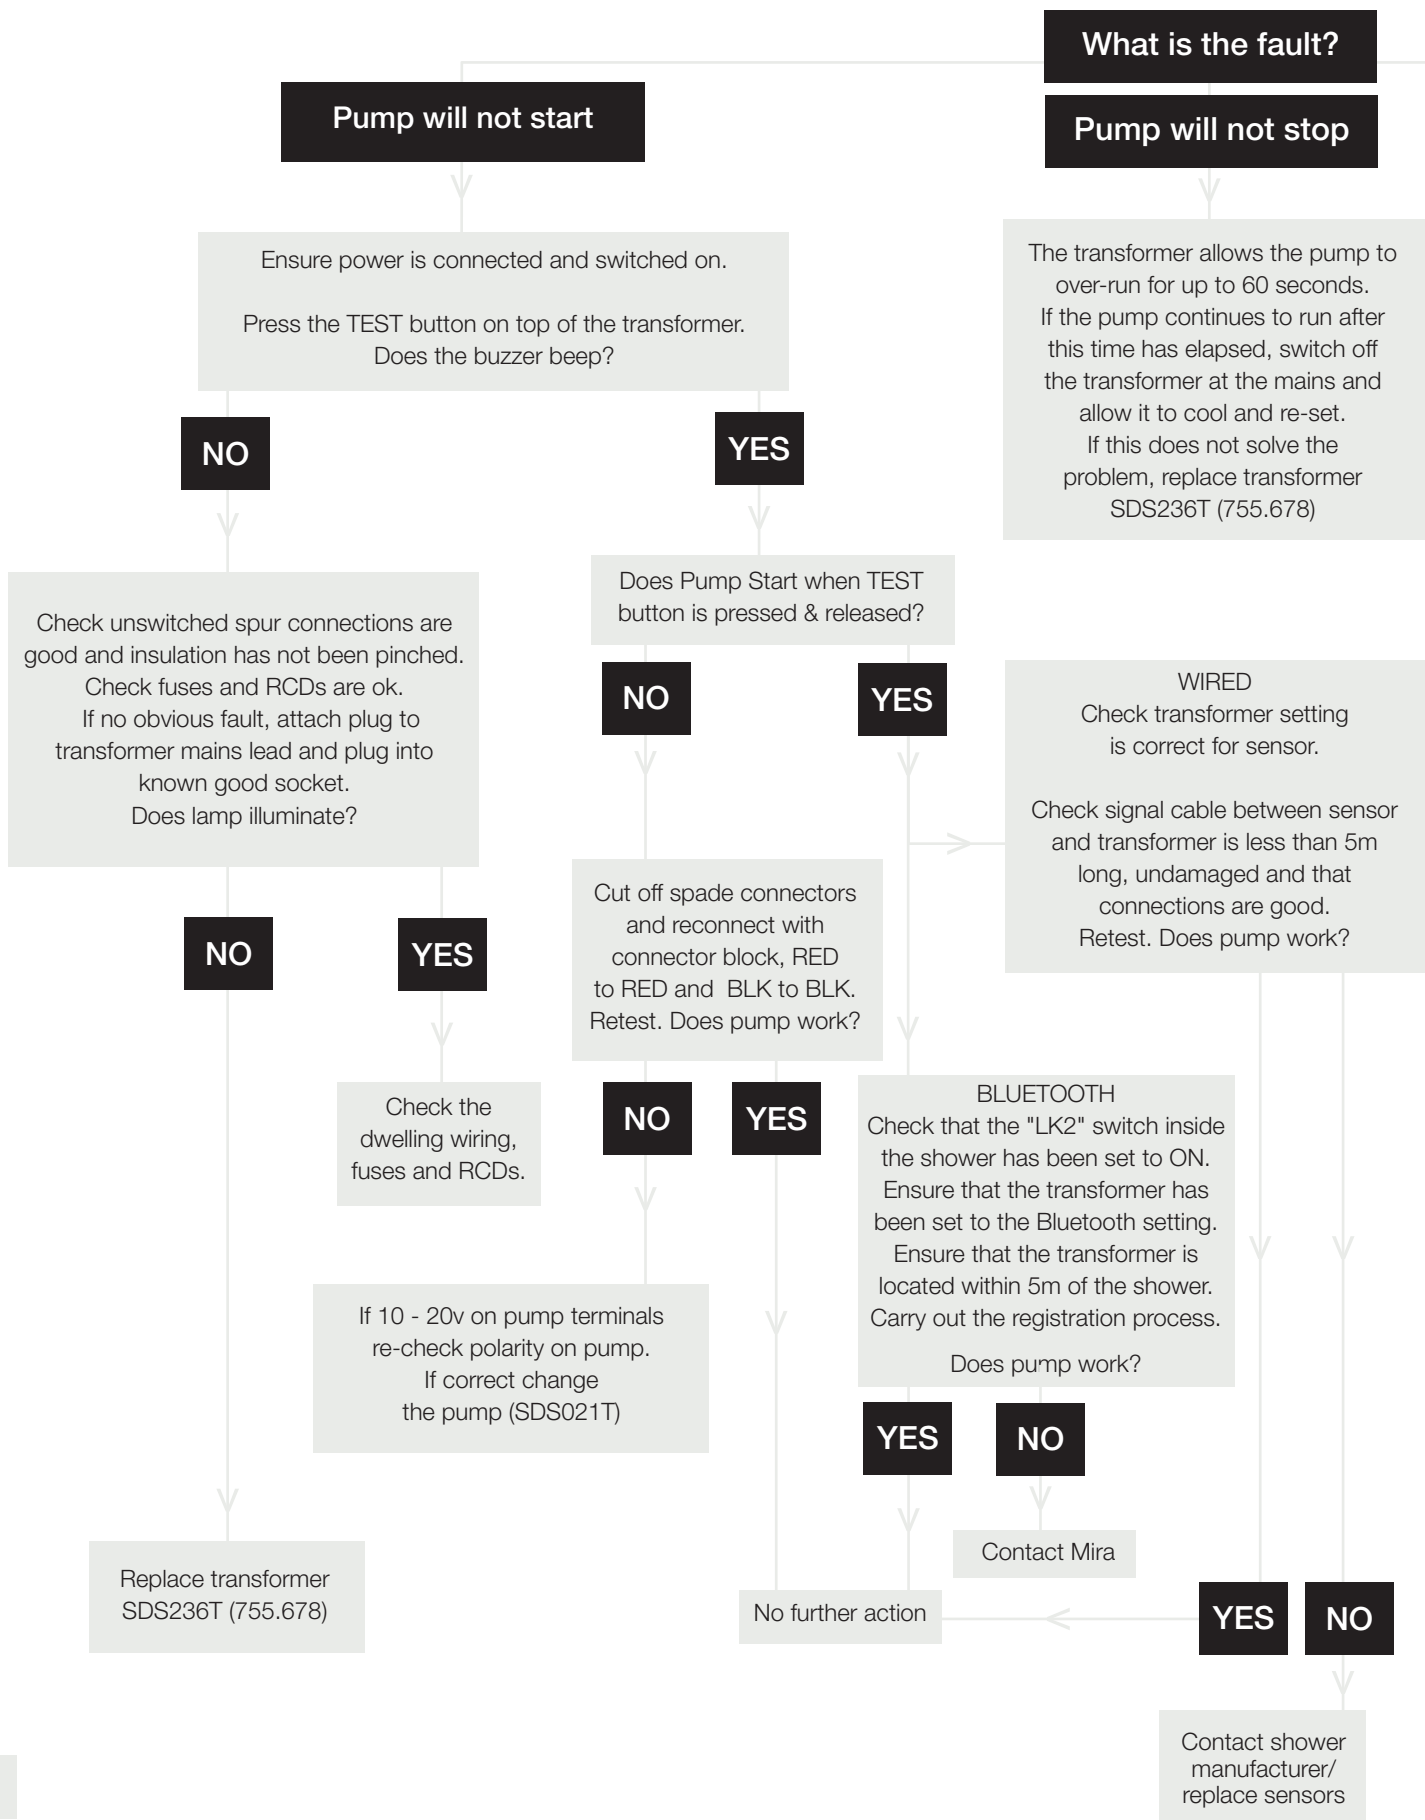 What is the fault?
Pump will not start
Pump will not stop
Ensure power is connected and switched on.
Press the TEST button on top of the transformer.
Does the buzzer beep?
The transformer allows the pump to
over-run for up to 60 seconds.
If the pump continues to run after
this time has elapsed, switch off
the transformer at the mains and
allow it to cool and re-set.
If this does not solve the
problem, replace transformer
SDS236T (755.678)
NO
YES
Check unswitched spur connections are
good and insulation has not been pinched.
Check fuses and RCDs are ok.
If no obvious fault, attach plug to
transformer mains lead and plug into
known good socket.
Does lamp illuminate?
Does Pump Start when TEST
button is pressed & released?
NO
YES
WIRED
Check transformer setting
is correct for sensor.
Check signal cable between sensor
and transformer is less than 5m
long, undamaged and that
connections are good.
Retest. Does pump work?
NO
YES
Cut off spade connectors
and reconnect with
connector block, RED
to RED and BLK to BLK.
Retest. Does pump work?
Check the
dwelling wiring,
fuses and RCDs.
NO
YES
BLUETOOTH
Check that the "LK2" switch inside
the shower has been set to ON.
Ensure that the transformer has
been set to the Bluetooth setting.
Ensure that the transformer is
located within 5m of the shower.
Carry out the registration process.
Does pump work?
If 10 - 20v on pump terminals
re-check polarity on pump.
If correct change
the pump (SDS021T)
YES
NO
Contact Mira
Replace transformer
SDS236T (755.678)
No further action
YES
NO
Contact shower
manufacturer/
replace sensors